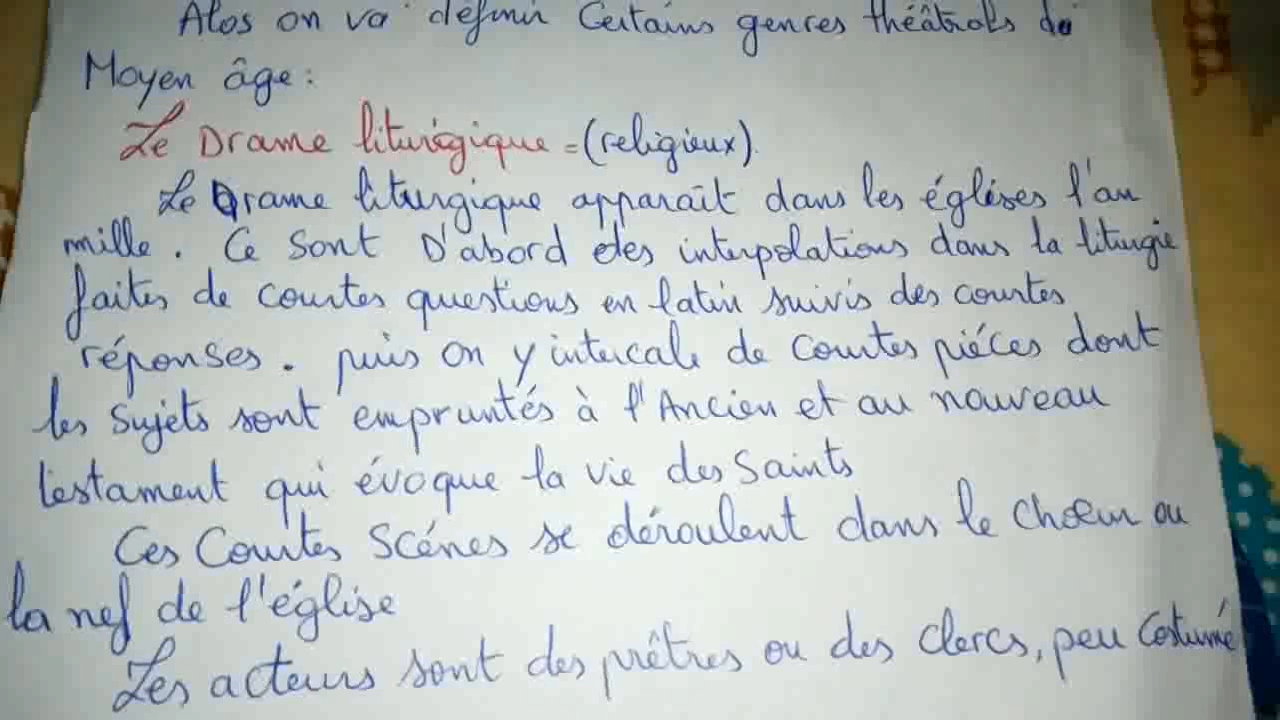 Alos on va définir Certains genres théâtrals du
Moyen âge :
Le Drame liturgique = (religieux).
Le Drame liturgique apparaît dans les églises l'an
mille. Ce sont D'abord des interpolations dans la liturgie
faites de courtes questions en latin suivis des courtes
réponses. puis on y intercale de courtes piéces dont
les sujets sont empruntés à l'Ancien et au nouveau
testament qui évoque la vie des Saints
Ces Courtes Scénes se déroulent dans le choeur ou
la nef de l'église
Les acteurs sont des prêtres ou des clercs, peu Costumé